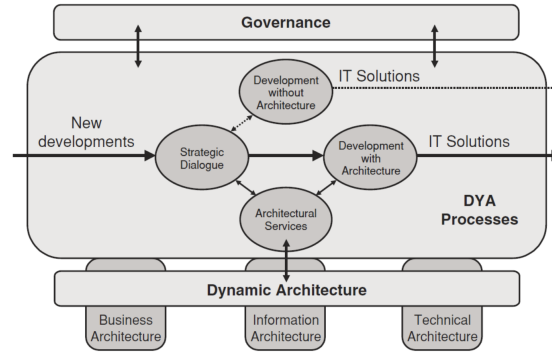 Governance
Development
without
Architecture
IT Solutions
New
developments
Strategic
Dialogue
Development
with
Architecture
IT Solutions
Architectural
Services
DYA
Processes
Dynamic Architecture
Business
Architecture
Information
Architecture
Technical
Architecture